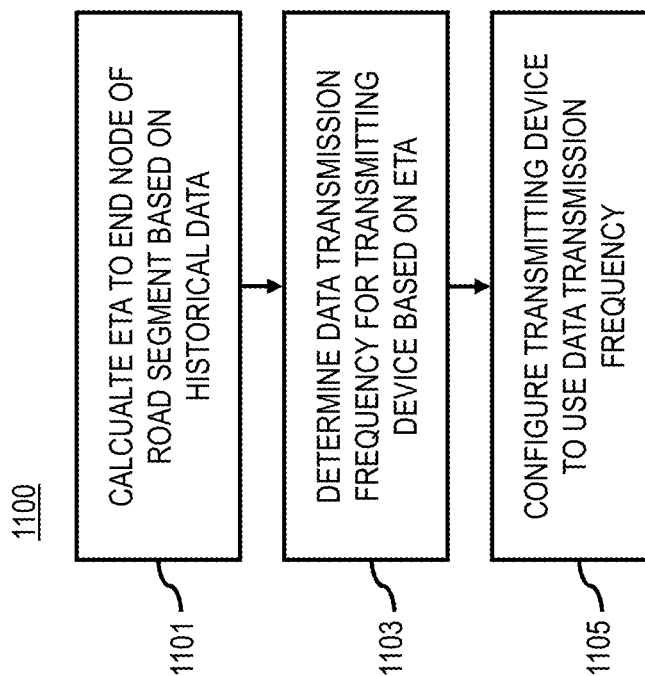 1100
CALCUALTE ETA TO END NODE OF
ROAD SEGMENT BASED ON
HISTORICAL DATA
1101
DETERMINE DATA TRANSMISSION
FREQUENCY FOR TRANSMITTING
DEVICE BASED ON ETA
1103
CONFIGURE TRANSMITTING DEVICE
TO USE DATA TRANSMISSION
FREQUENCY
1105